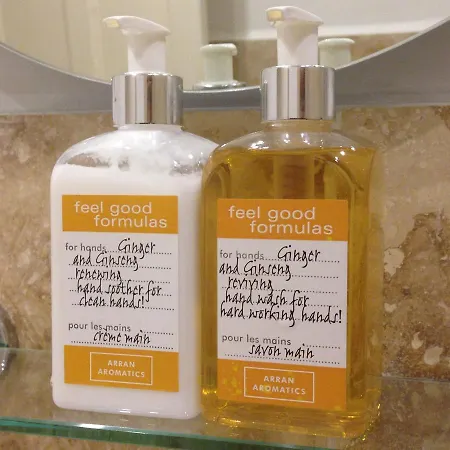 feel good
formulas
for hands Ginger
and Ginseng
renewing
hand soother for
clean hands!
pour les mains
crème main
ARRAN
AROMATICS
feel good
formulas
for hands Ginger
and Ginseng
reviving
hand wash for
hard working hands!
pour les mains
savon main
ARRAN
AROMATICS